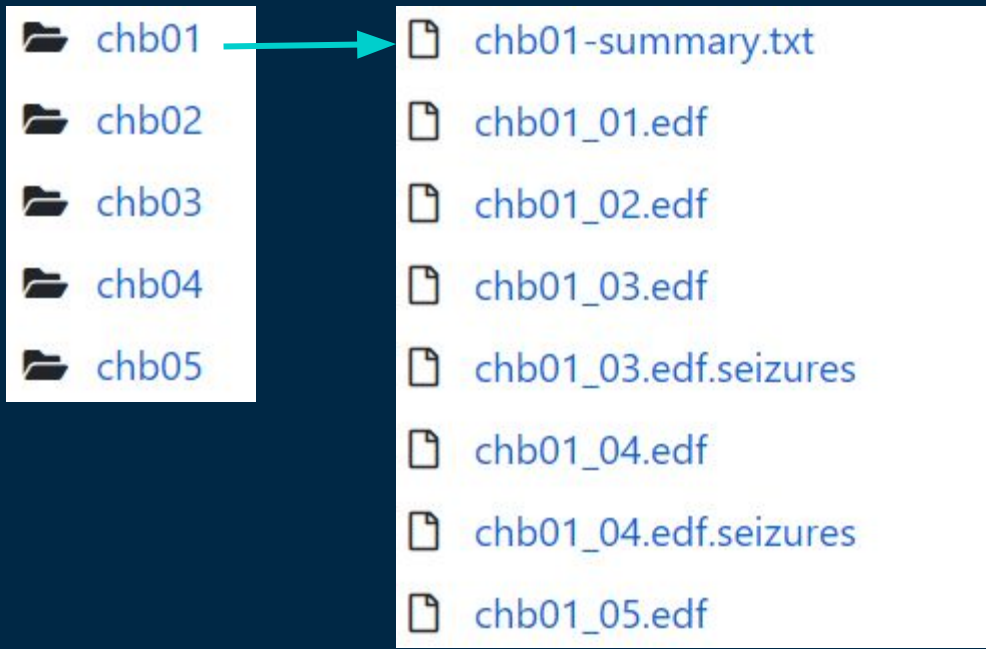 chb01
chb02
chb03
chb04
chb05
chb01-summary.txt
chb01_01.edf
chb01_02.edf
chb01_03.edf
chb01_03.edf.seizures
chb01_04.edf
chb01_04.edf.seizures
chb01_05.edf